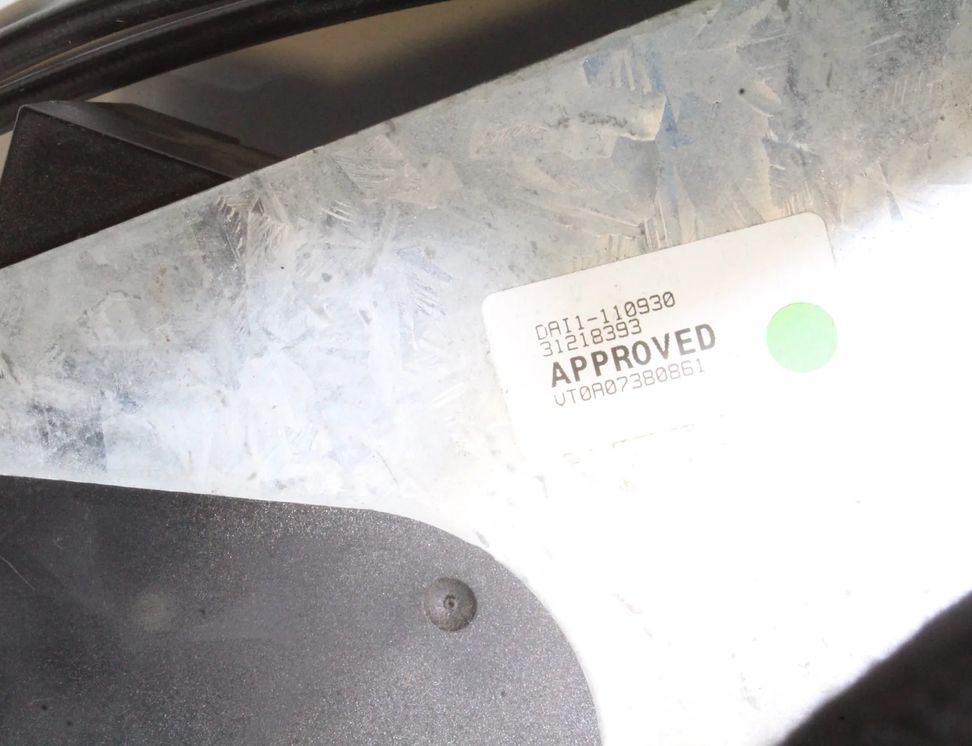 DAI1-110930
31218393
APPROVED
VT0A07380861